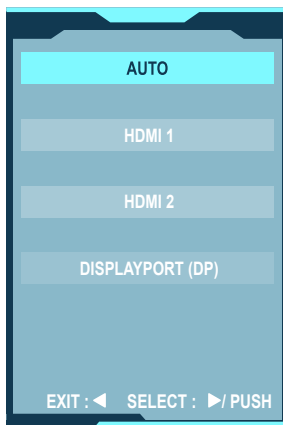 AUTO
HDMI 1
HDMI 2
DISPLAYPORT (DP)
EXIT : ◀ SELECT : ▶/ PUSH